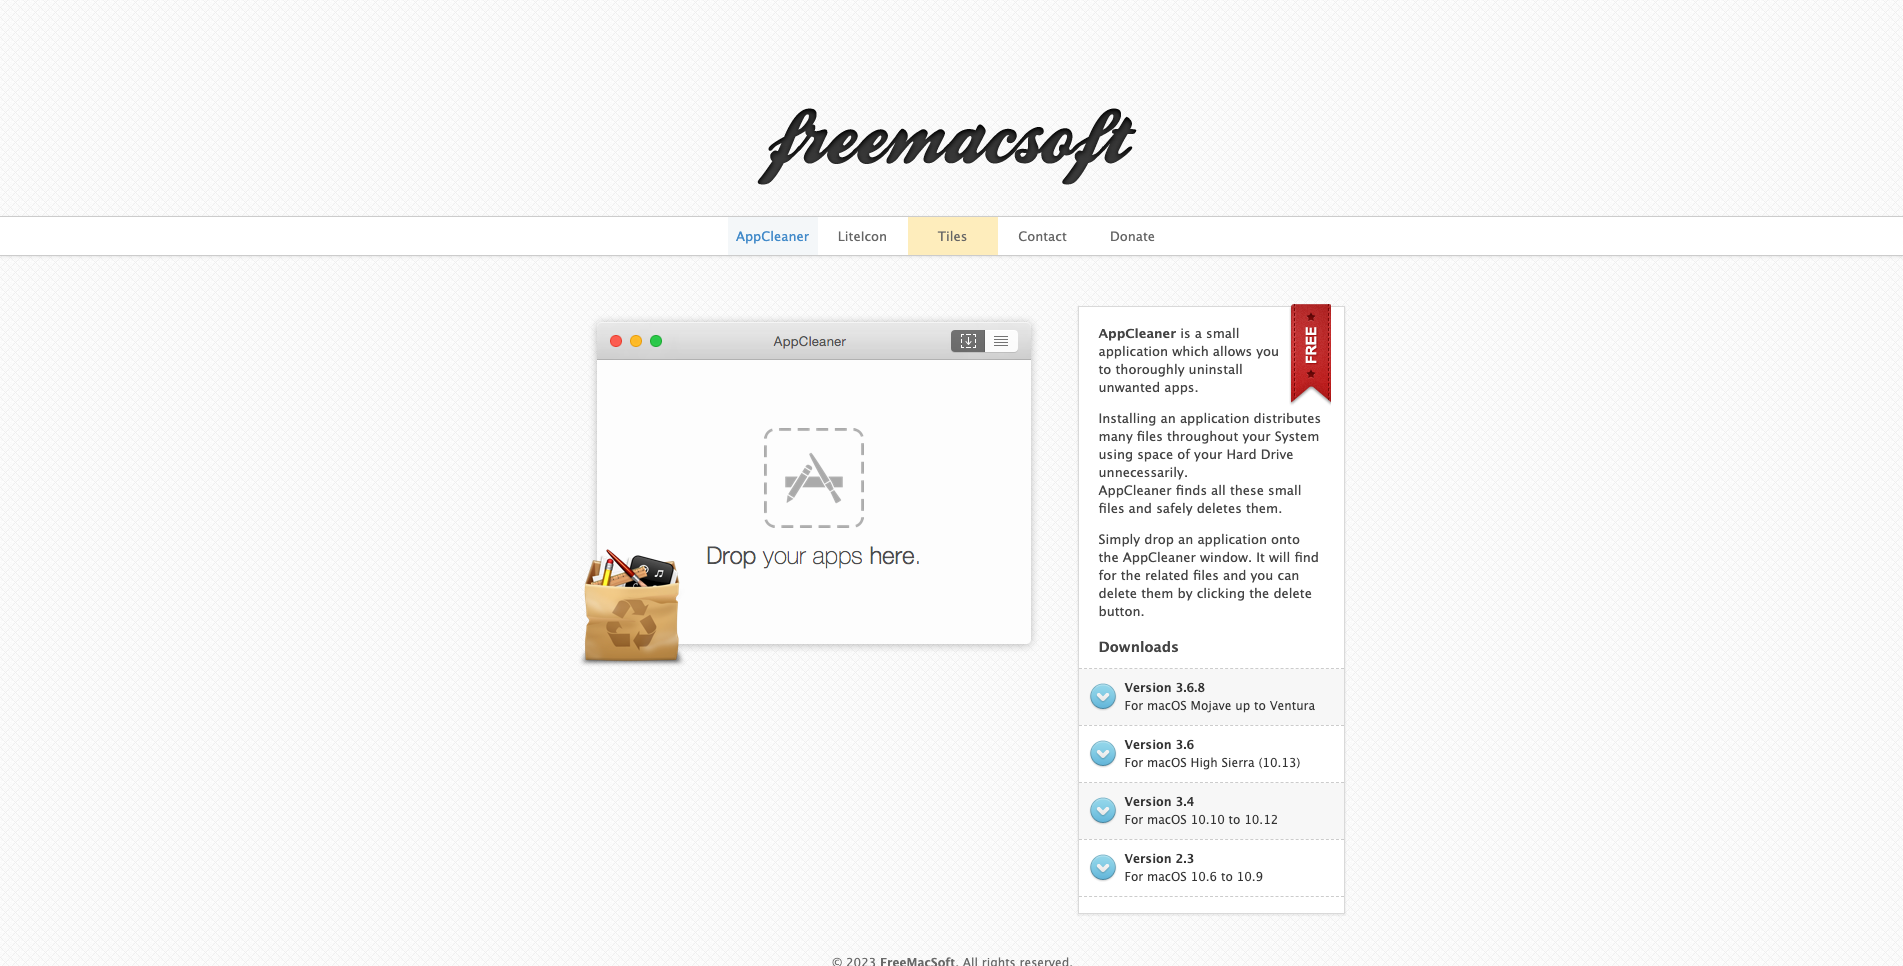 freemacsoft
AppCleaner
LiteIcon
Tiles
Contact
Donate
AppCleaner
Drop your apps here.
FREE
AppCleaner is a small
application which allows you
to thoroughly uninstall
unwanted apps.
Installing an application distributes
many files throughout your System
using space of your Hard Drive
unnecessarily.
AppCleaner finds all these small
files and safely deletes them.
Simply drop an application onto
the AppCleaner window. It will find
for the related files and you can
delete them by clicking the delete
button.
Downloads
Version 3.6.8
For macOS Mojave up to Ventura
Version 3.6
For macOS High Sierra (10.13)
Version 3.4
For macOS 10.10 to 10.12
Version 2.3
For macOS 10.6 to 10.9
© 2023 FreeMacSoft. All rights reserved.